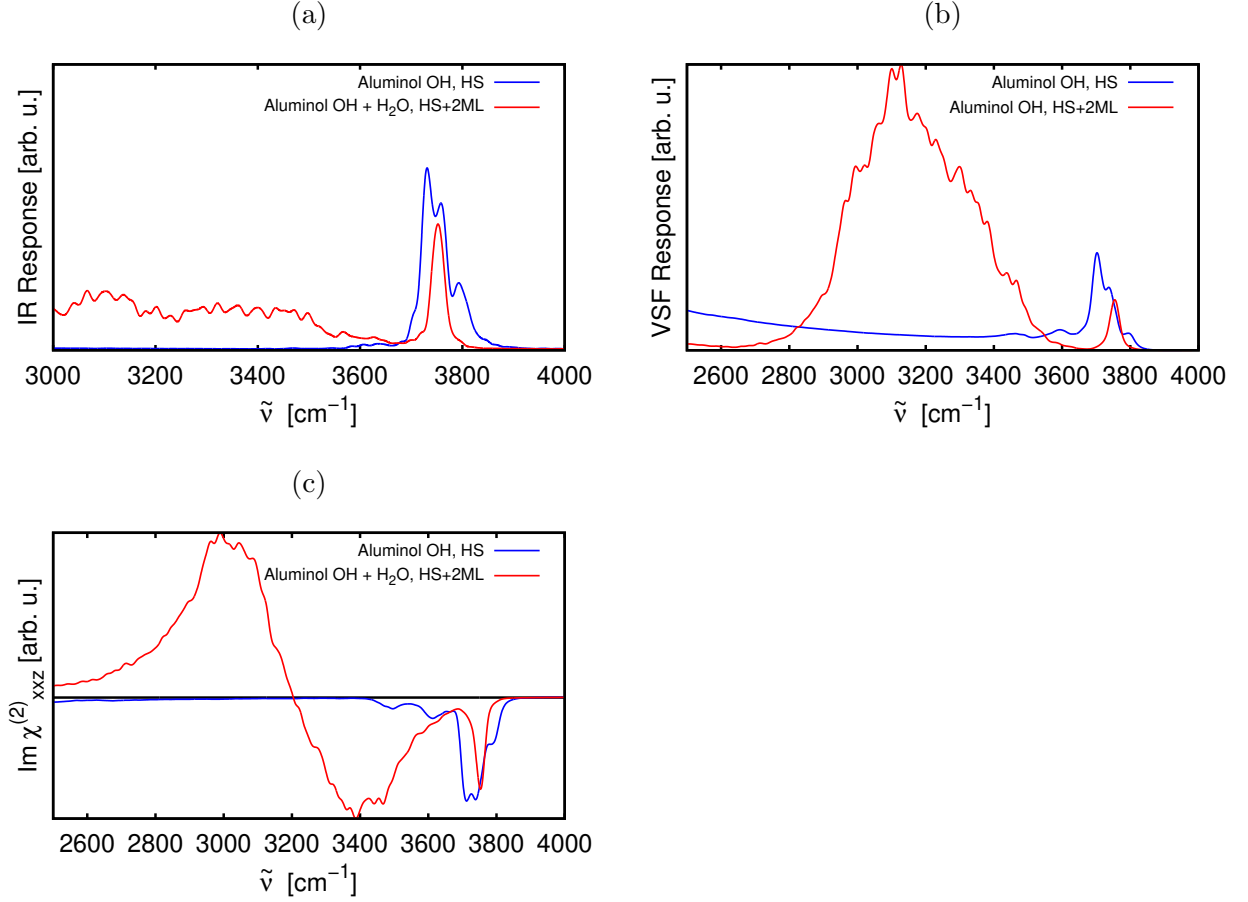 (a)
IR Response [arb. u.]
Aluminol OH, HS
Aluminol OH + H₂O, HS+2ML
3000 3200 3400 3600 3800 4000
ṽ [cm⁻¹]
(b)
VSF Response [arb. u.]
Aluminol OH, HS
Aluminol OH, HS+2ML
2600 2800 3000 3200 3400 3600 3800 4000
ṽ [cm⁻¹]
(c)
Im χ⁽²⁾xxz [arb. u.]
Aluminol OH, HS
Aluminol OH + H₂O, HS+2ML
2600 2800 3000 3200 3400 3600 3800 4000
ṽ [cm⁻¹]